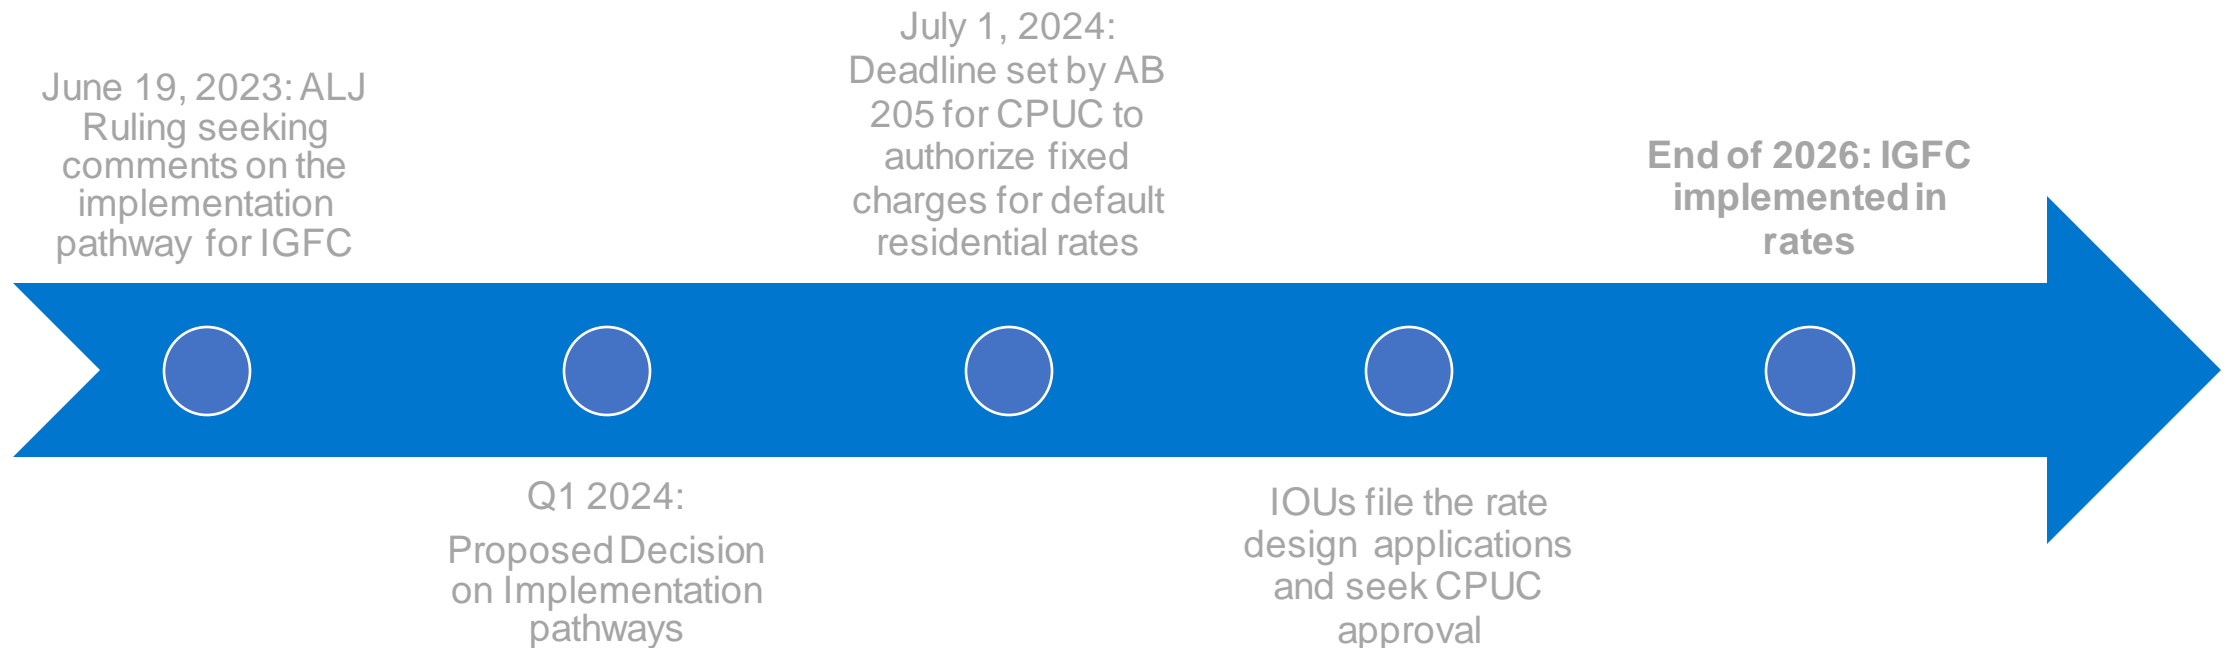 June 19, 2023: ALJ
Ruling seeking
comments on the
implementation
pathway for IGFC
Q1 2024:
Proposed Decision
on Implementation
pathways
July 1, 2024:
Deadline set by AB
205 for CPUC to
authorize fixed
charges for default
residential rates
IOUs file the rate
design applications
and seek CPUC
approval
End of 2026: IGFC
implemented in
rates